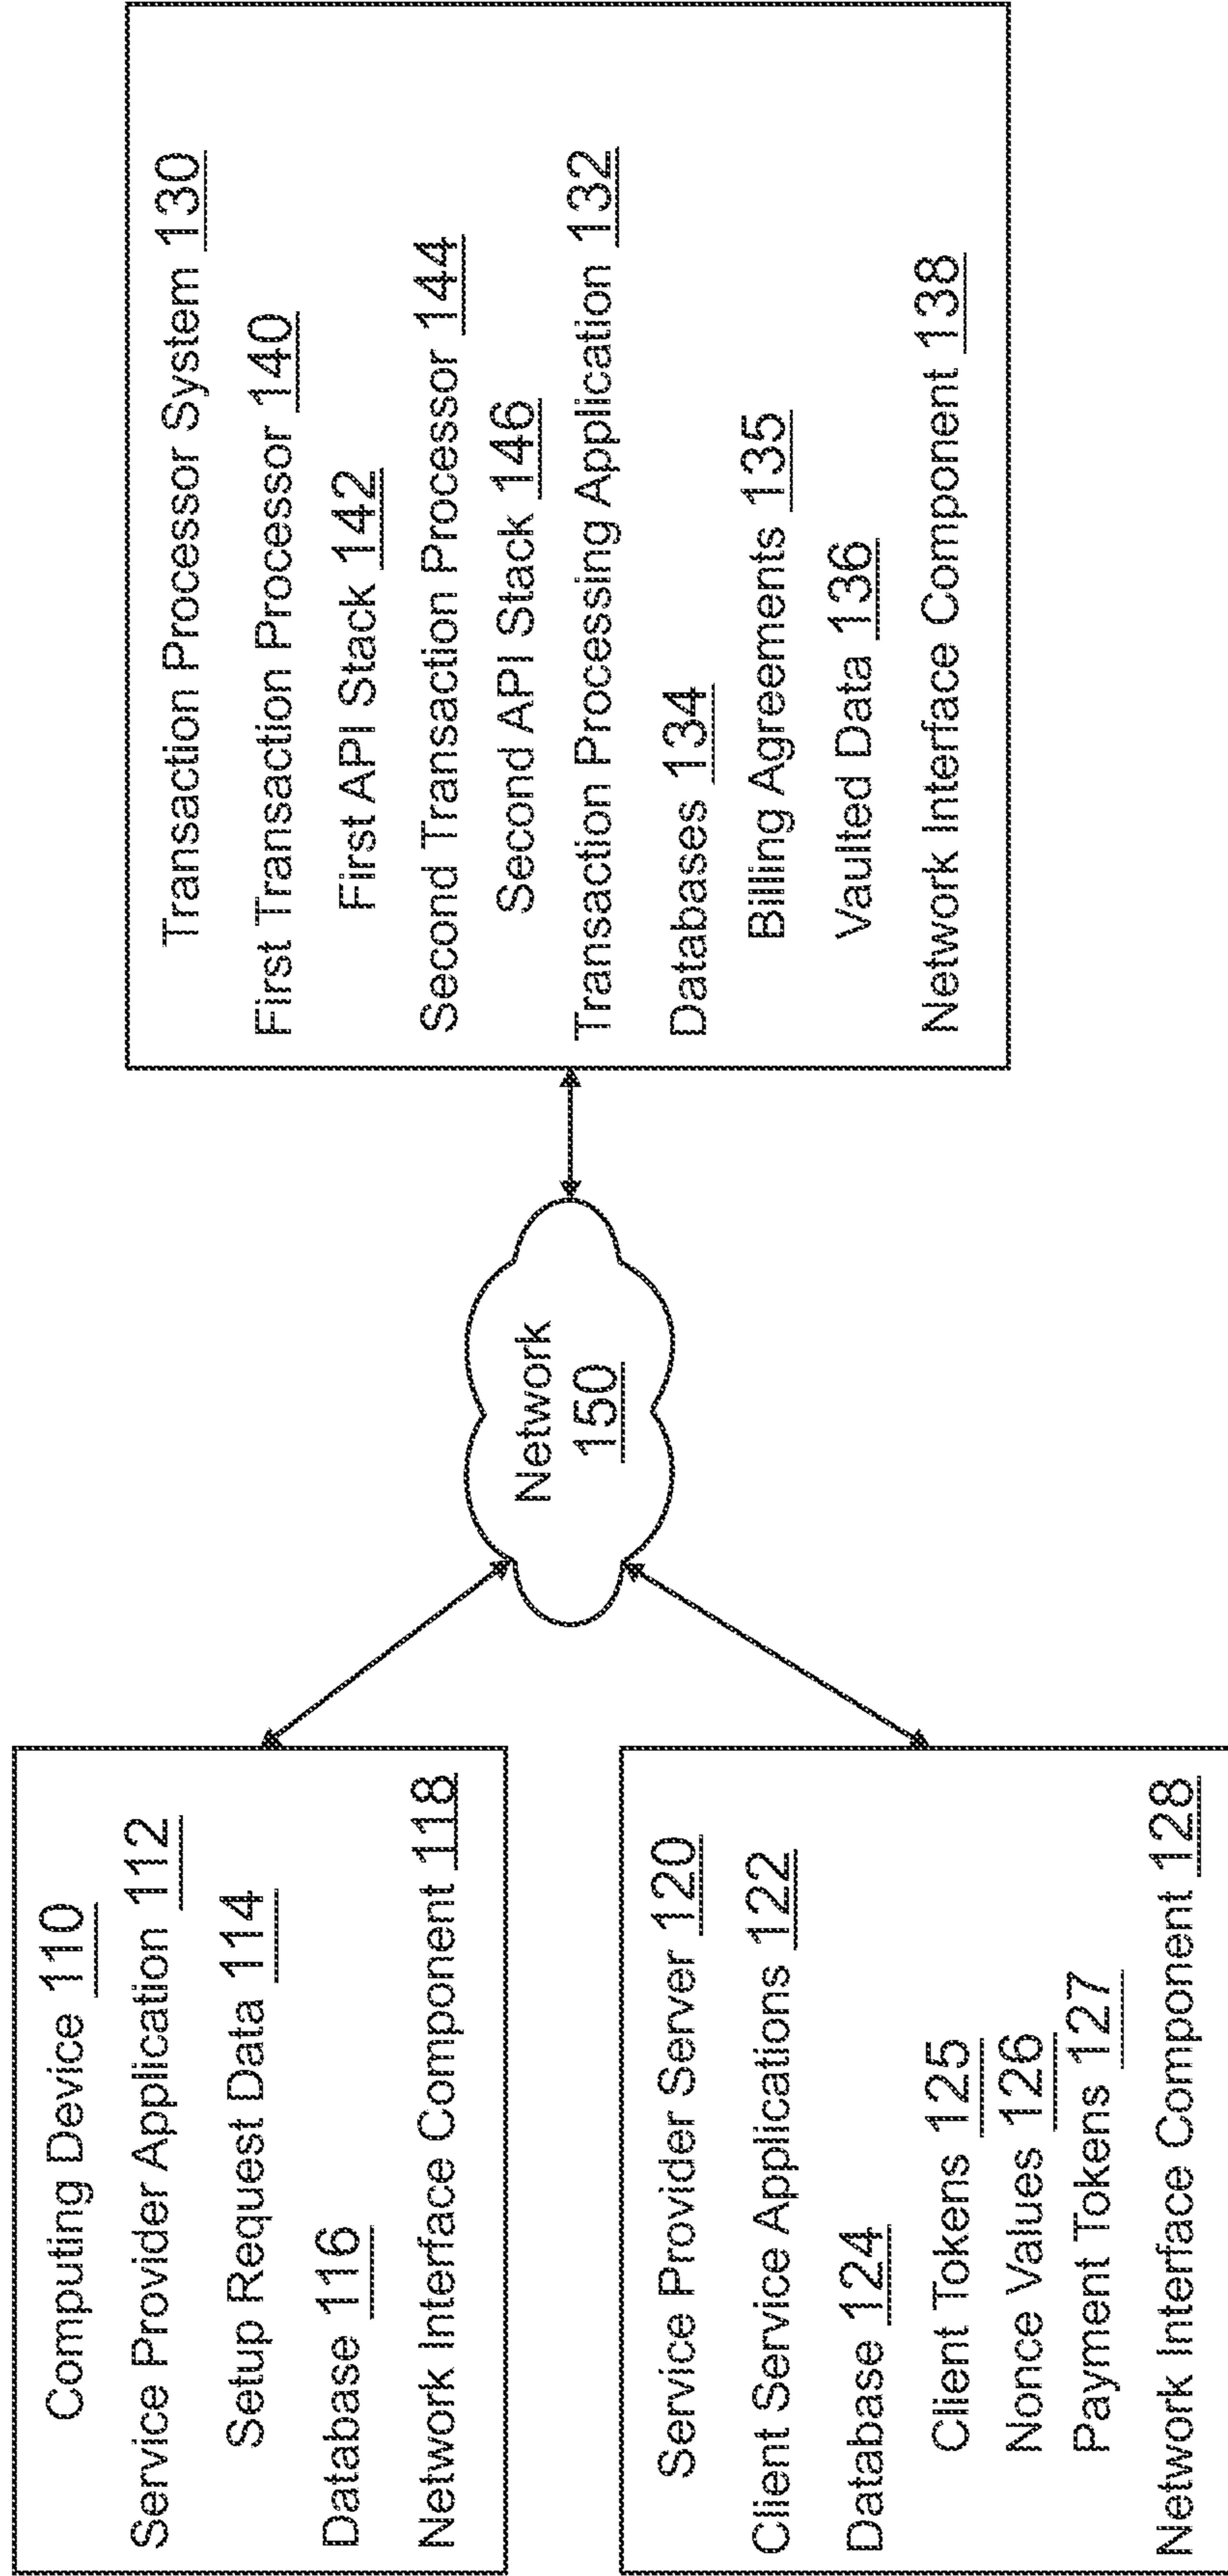 Computing Device 110
Service Provider Application 112
Setup Request Data 114
Database 116
Network Interface Component 118
Service Provider Server 120
Client Service Applications 122
Database 124
Client Tokens 125
Nonce Values 126
Payment Tokens 127
Network Interface Component 128
Network
150
Transaction Processor System 130
First Transaction Processor 140
First API Stack 142
Second Transaction Processor 144
Second API Stack 146
Transaction Processing Application 132
Databases 134
Billing Agreements 135
Vaulted Data 136
Network Interface Component 138